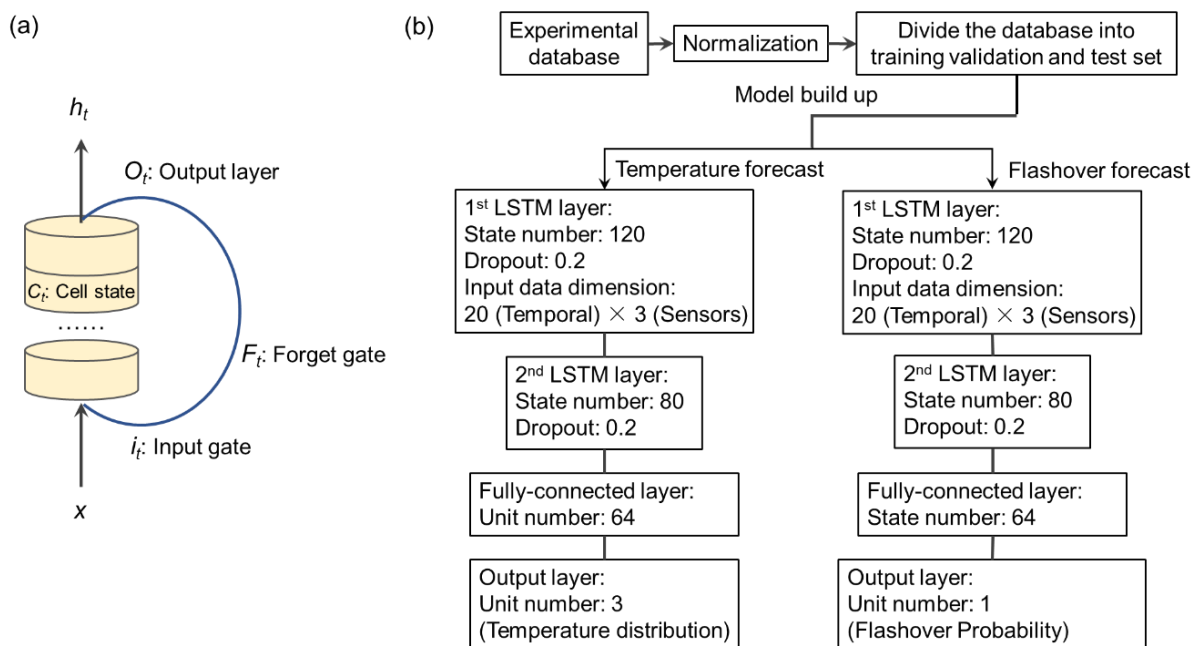 (a)
h_t
O_t: Output layer
C_t: Cell state
......
F_t: Forget gate
i_t: Input gate
x
(b)
Experimental
database
Normalization
Divide the database into
training validation and test set
Model build up
Temperature forecast
Flashover forecast
1st LSTM layer:
State number: 120
Dropout: 0.2
Input data dimension:
20 (Temporal) × 3 (Sensors)
2nd LSTM layer:
State number: 80
Dropout: 0.2
Fully-connected layer:
Unit number: 64
Output layer:
Unit number: 3
(Temperature distribution)
1st LSTM layer:
State number: 120
Dropout: 0.2
Input data dimension:
20 (Temporal) × 3 (Sensors)
2nd LSTM layer:
State number: 80
Dropout: 0.2
Fully-connected layer:
State number: 64
Output layer:
Unit number: 1
(Flashover Probability)